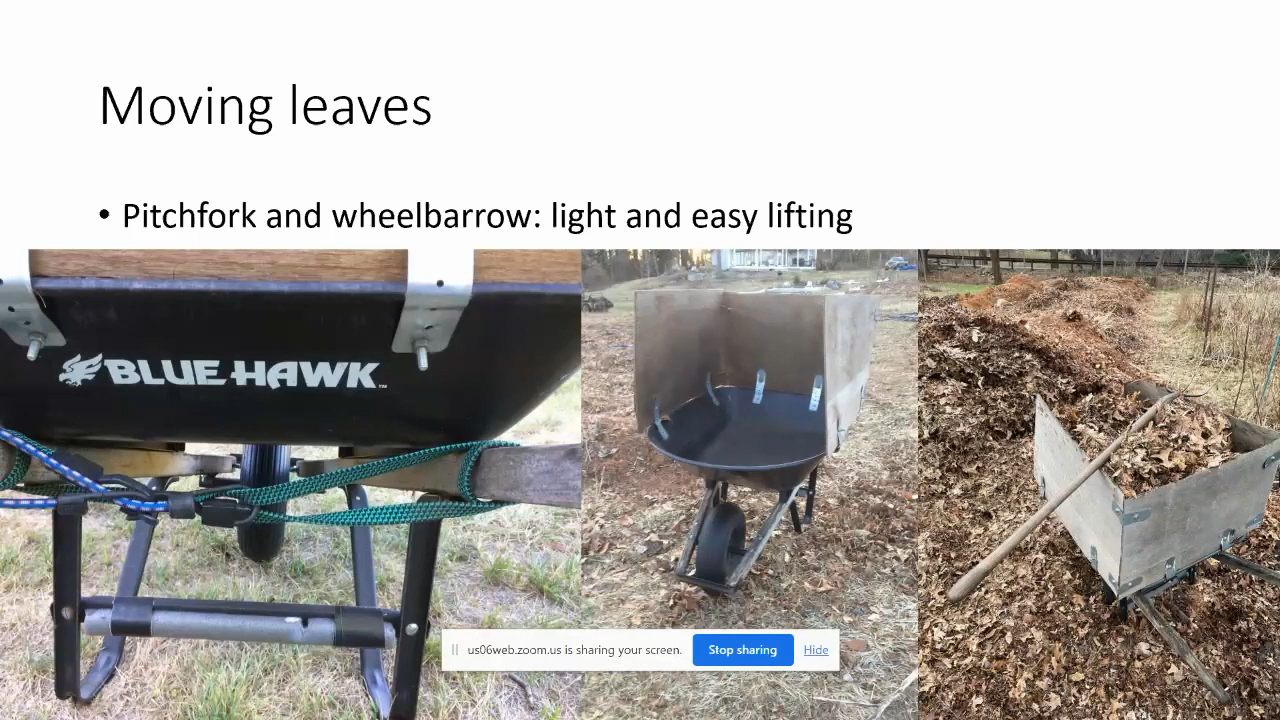 Moving leaves
• Pitchfork and wheelbarrow: light and easy lifting
BLUE HAWK™
us06web.zoom.us is sharing your screen.
Stop sharing
Hide